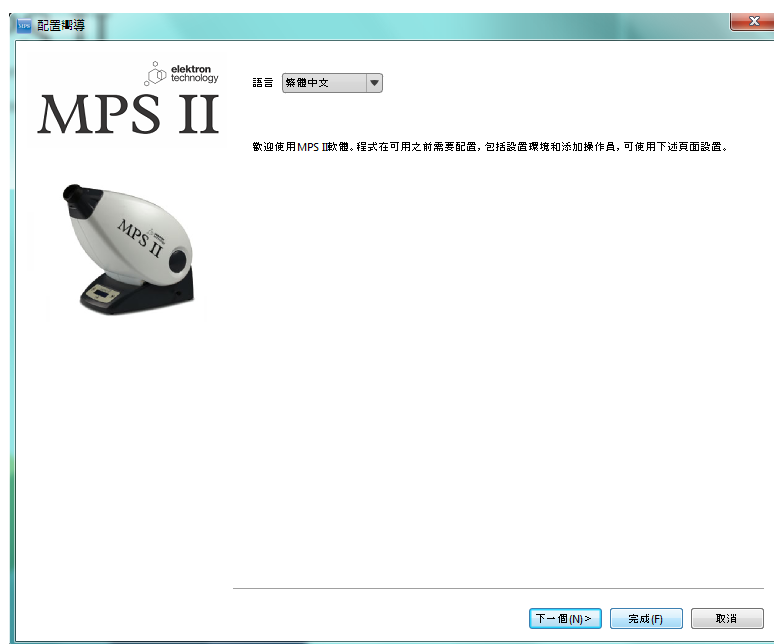 MPS 配置嚮導
elektron
technology
MPS II
語言 繁體中文
歡迎使用MPS II軟體。程式在可用之前需要配置，包括設置環境和添加操作員，可使用下述頁面設置。
MPS II
下一個(N)>
完成(F)
取消